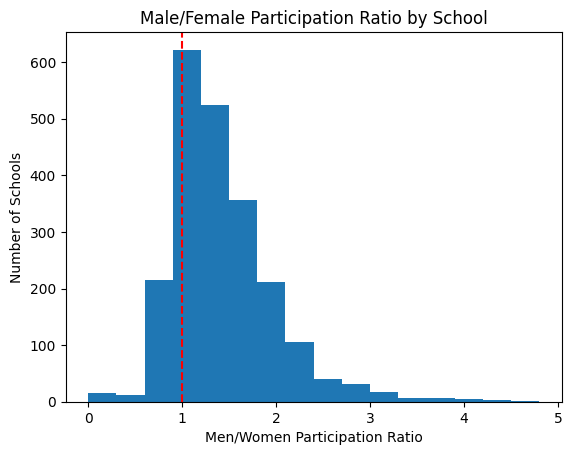 Male/Female Participation Ratio by School
Number of Schools
600
500
400
300
200
100
0
0 1 2 3 4 5
Men/Women Participation Ratio